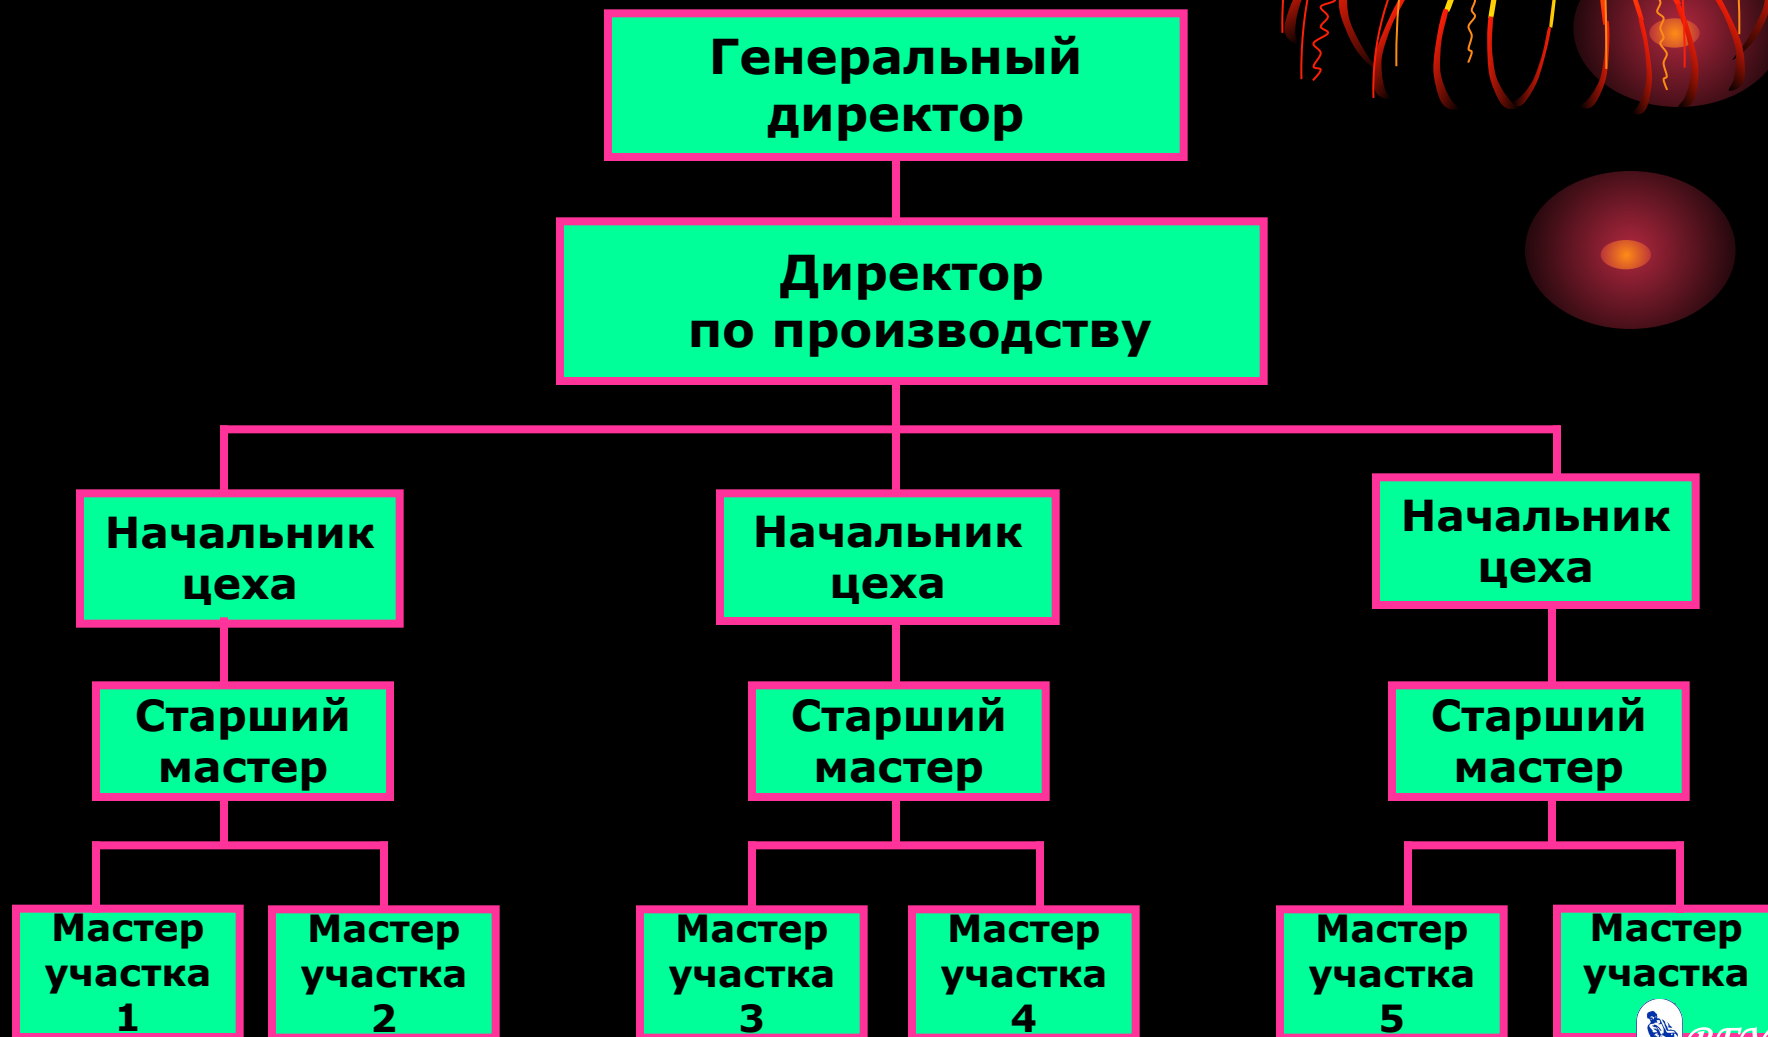 Генеральный
директор
Директор
по производству
Начальник
цеха
Начальник
цеха
Начальник
цеха
Старший
мастер
Старший
мастер
Старший
мастер
Мастер
участка
1
Мастер
участка
2
Мастер
участка
3
Мастер
участка
4
Мастер
участка
5
Мастер
участка